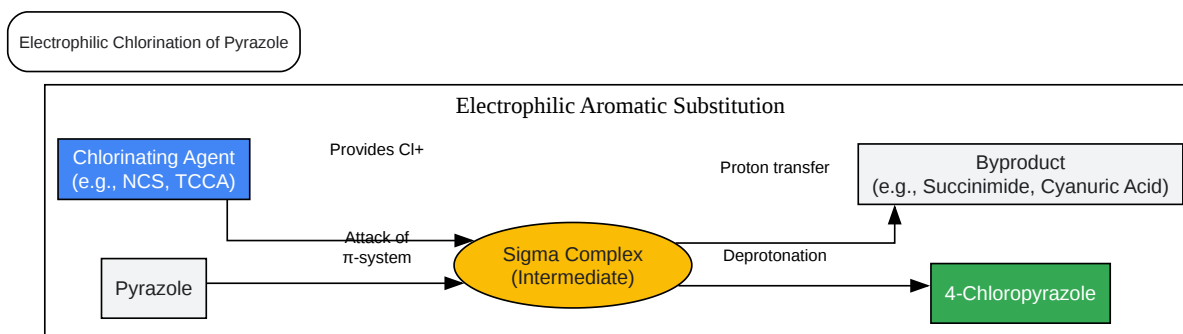 Electrophilic Chlorination of Pyrazole
Electrophilic Aromatic Substitution
Chlorinating Agent
(e.g., NCS, TCCA)
Provides Cl+
Proton transfer
Byproduct
(e.g., Succinimide, Cyanuric Acid)
Attack of
π-system
Sigma Complex
(Intermediate)
Deprotonation
Pyrazole
4-Chloropyrazole